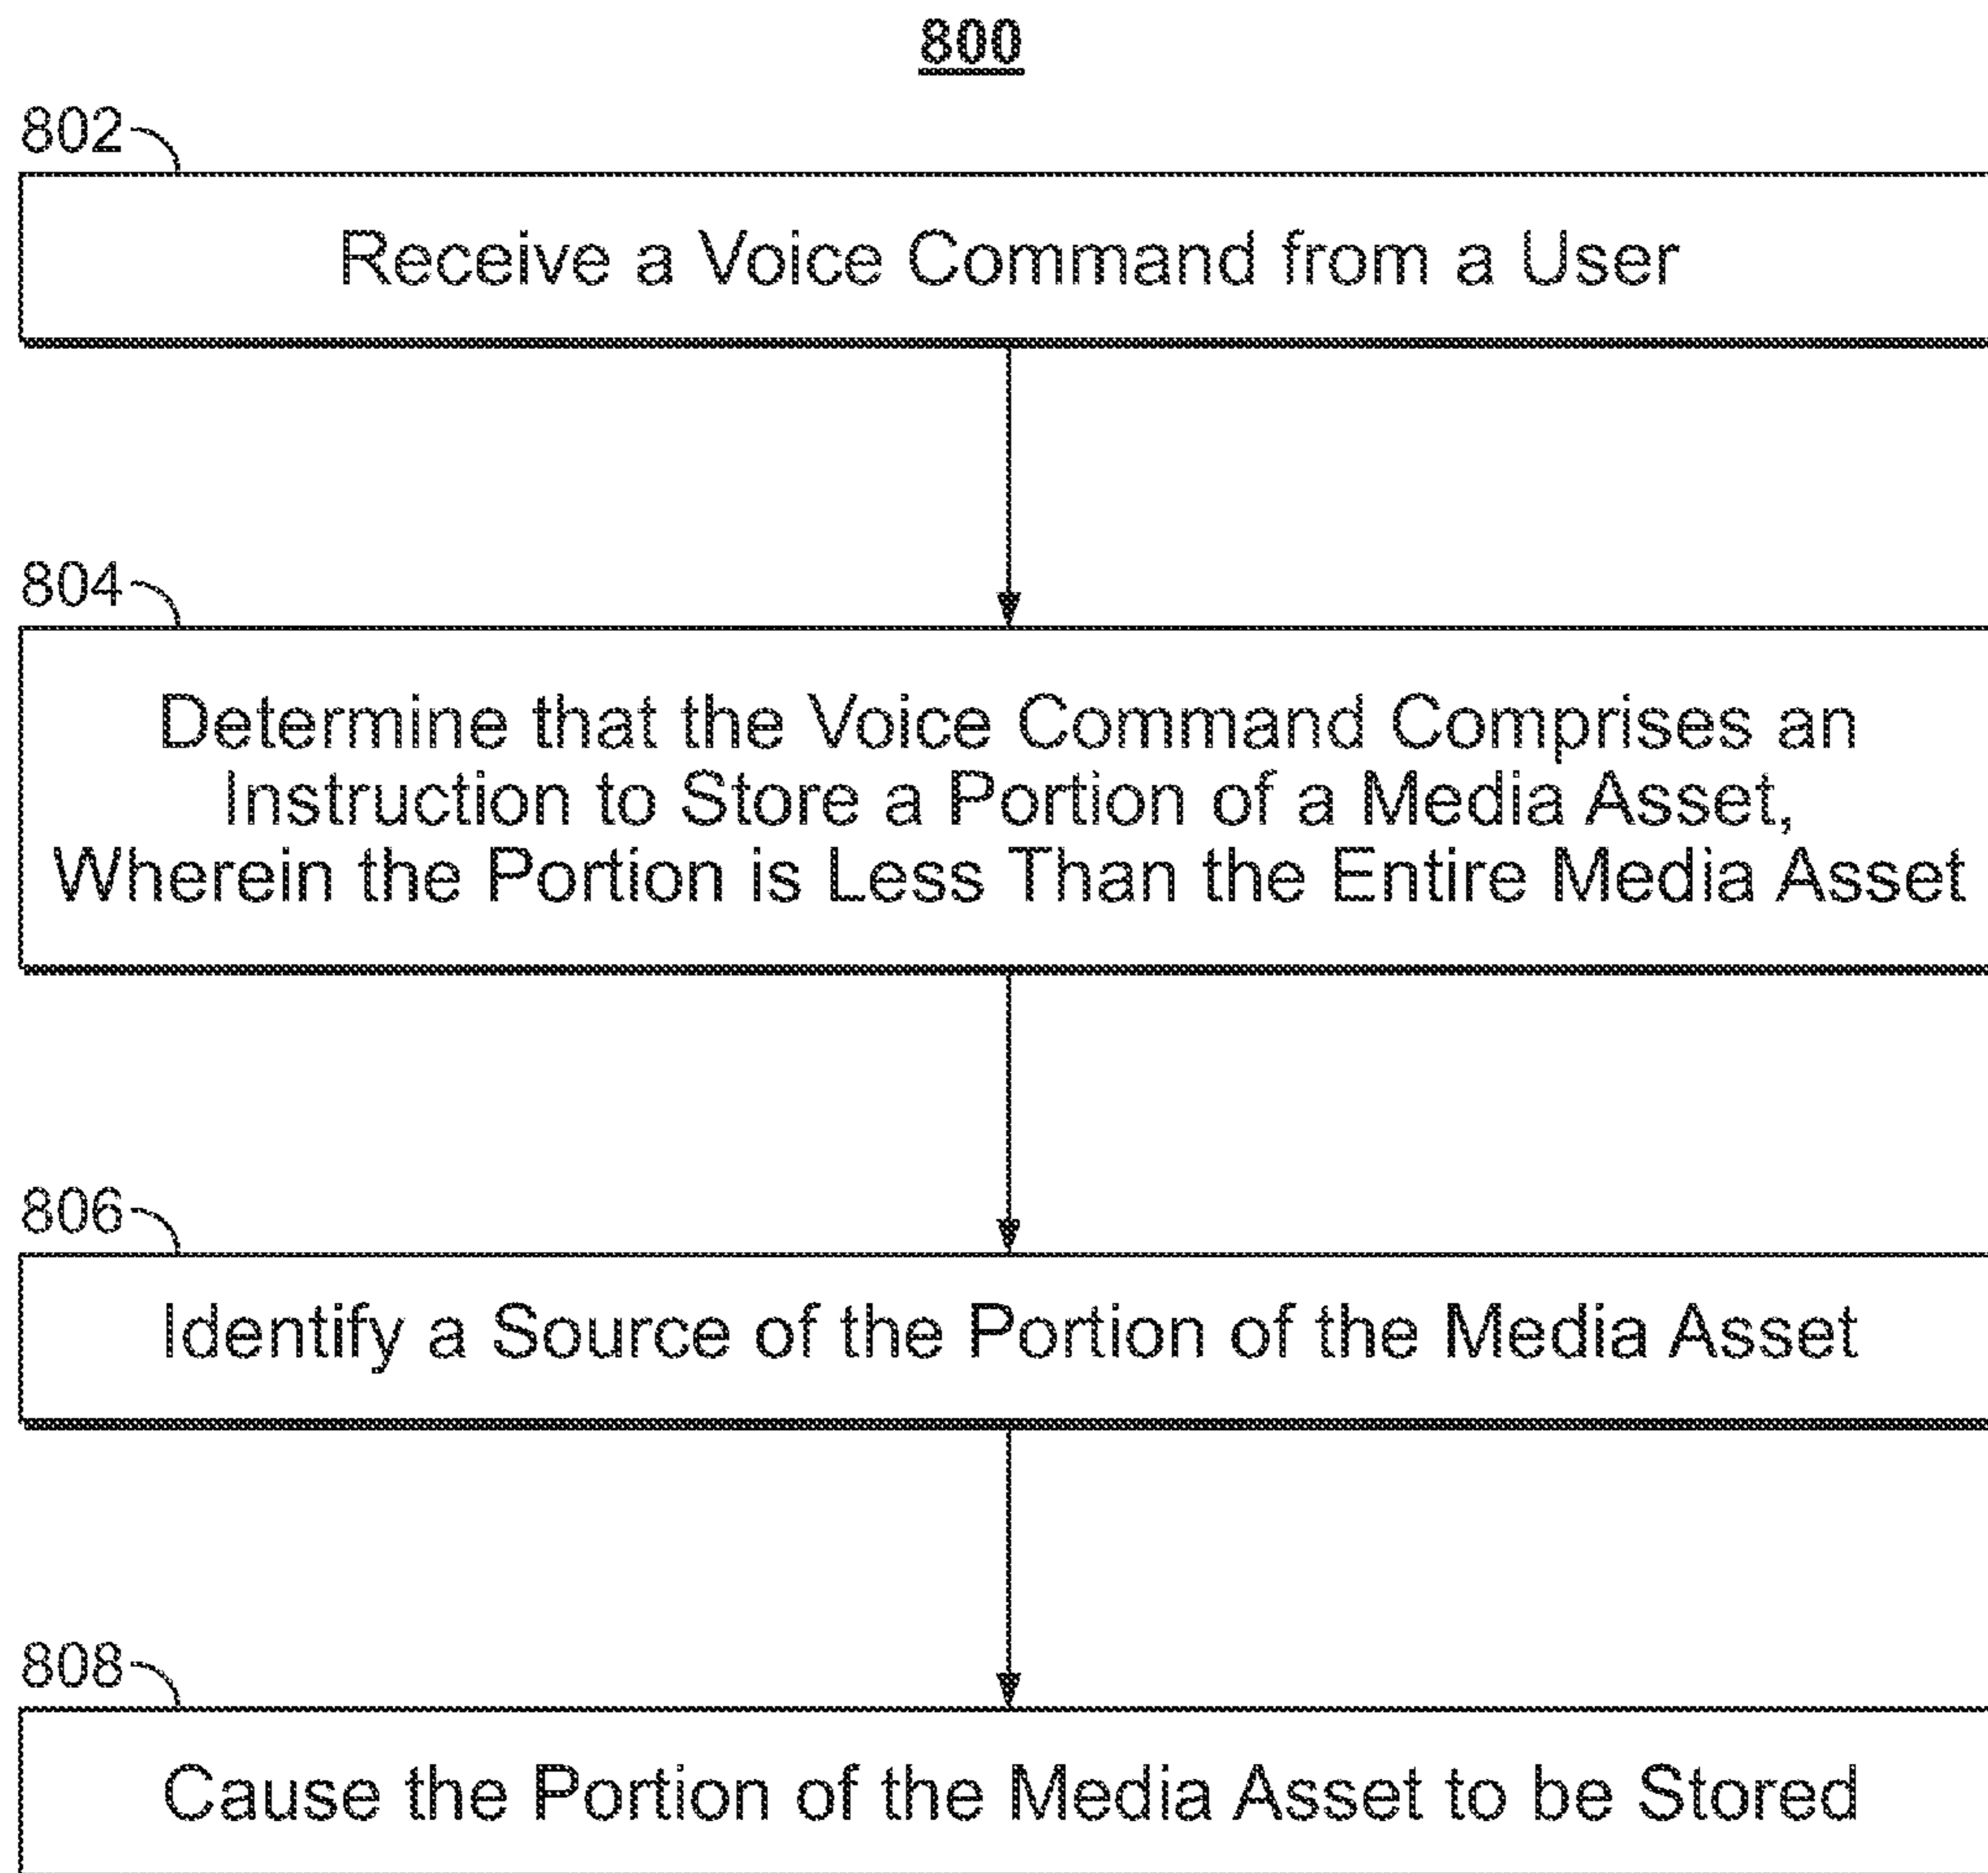 800
802
Receive a Voice Command from a User
804
Determine that the Voice Command Comprises an
Instruction to Store a Portion of a Media Asset,
Wherein the Portion is Less Than the Entire Media Asset
806
Identify a Source of the Portion of the Media Asset
808
Cause the Portion of the Media Asset to be Stored